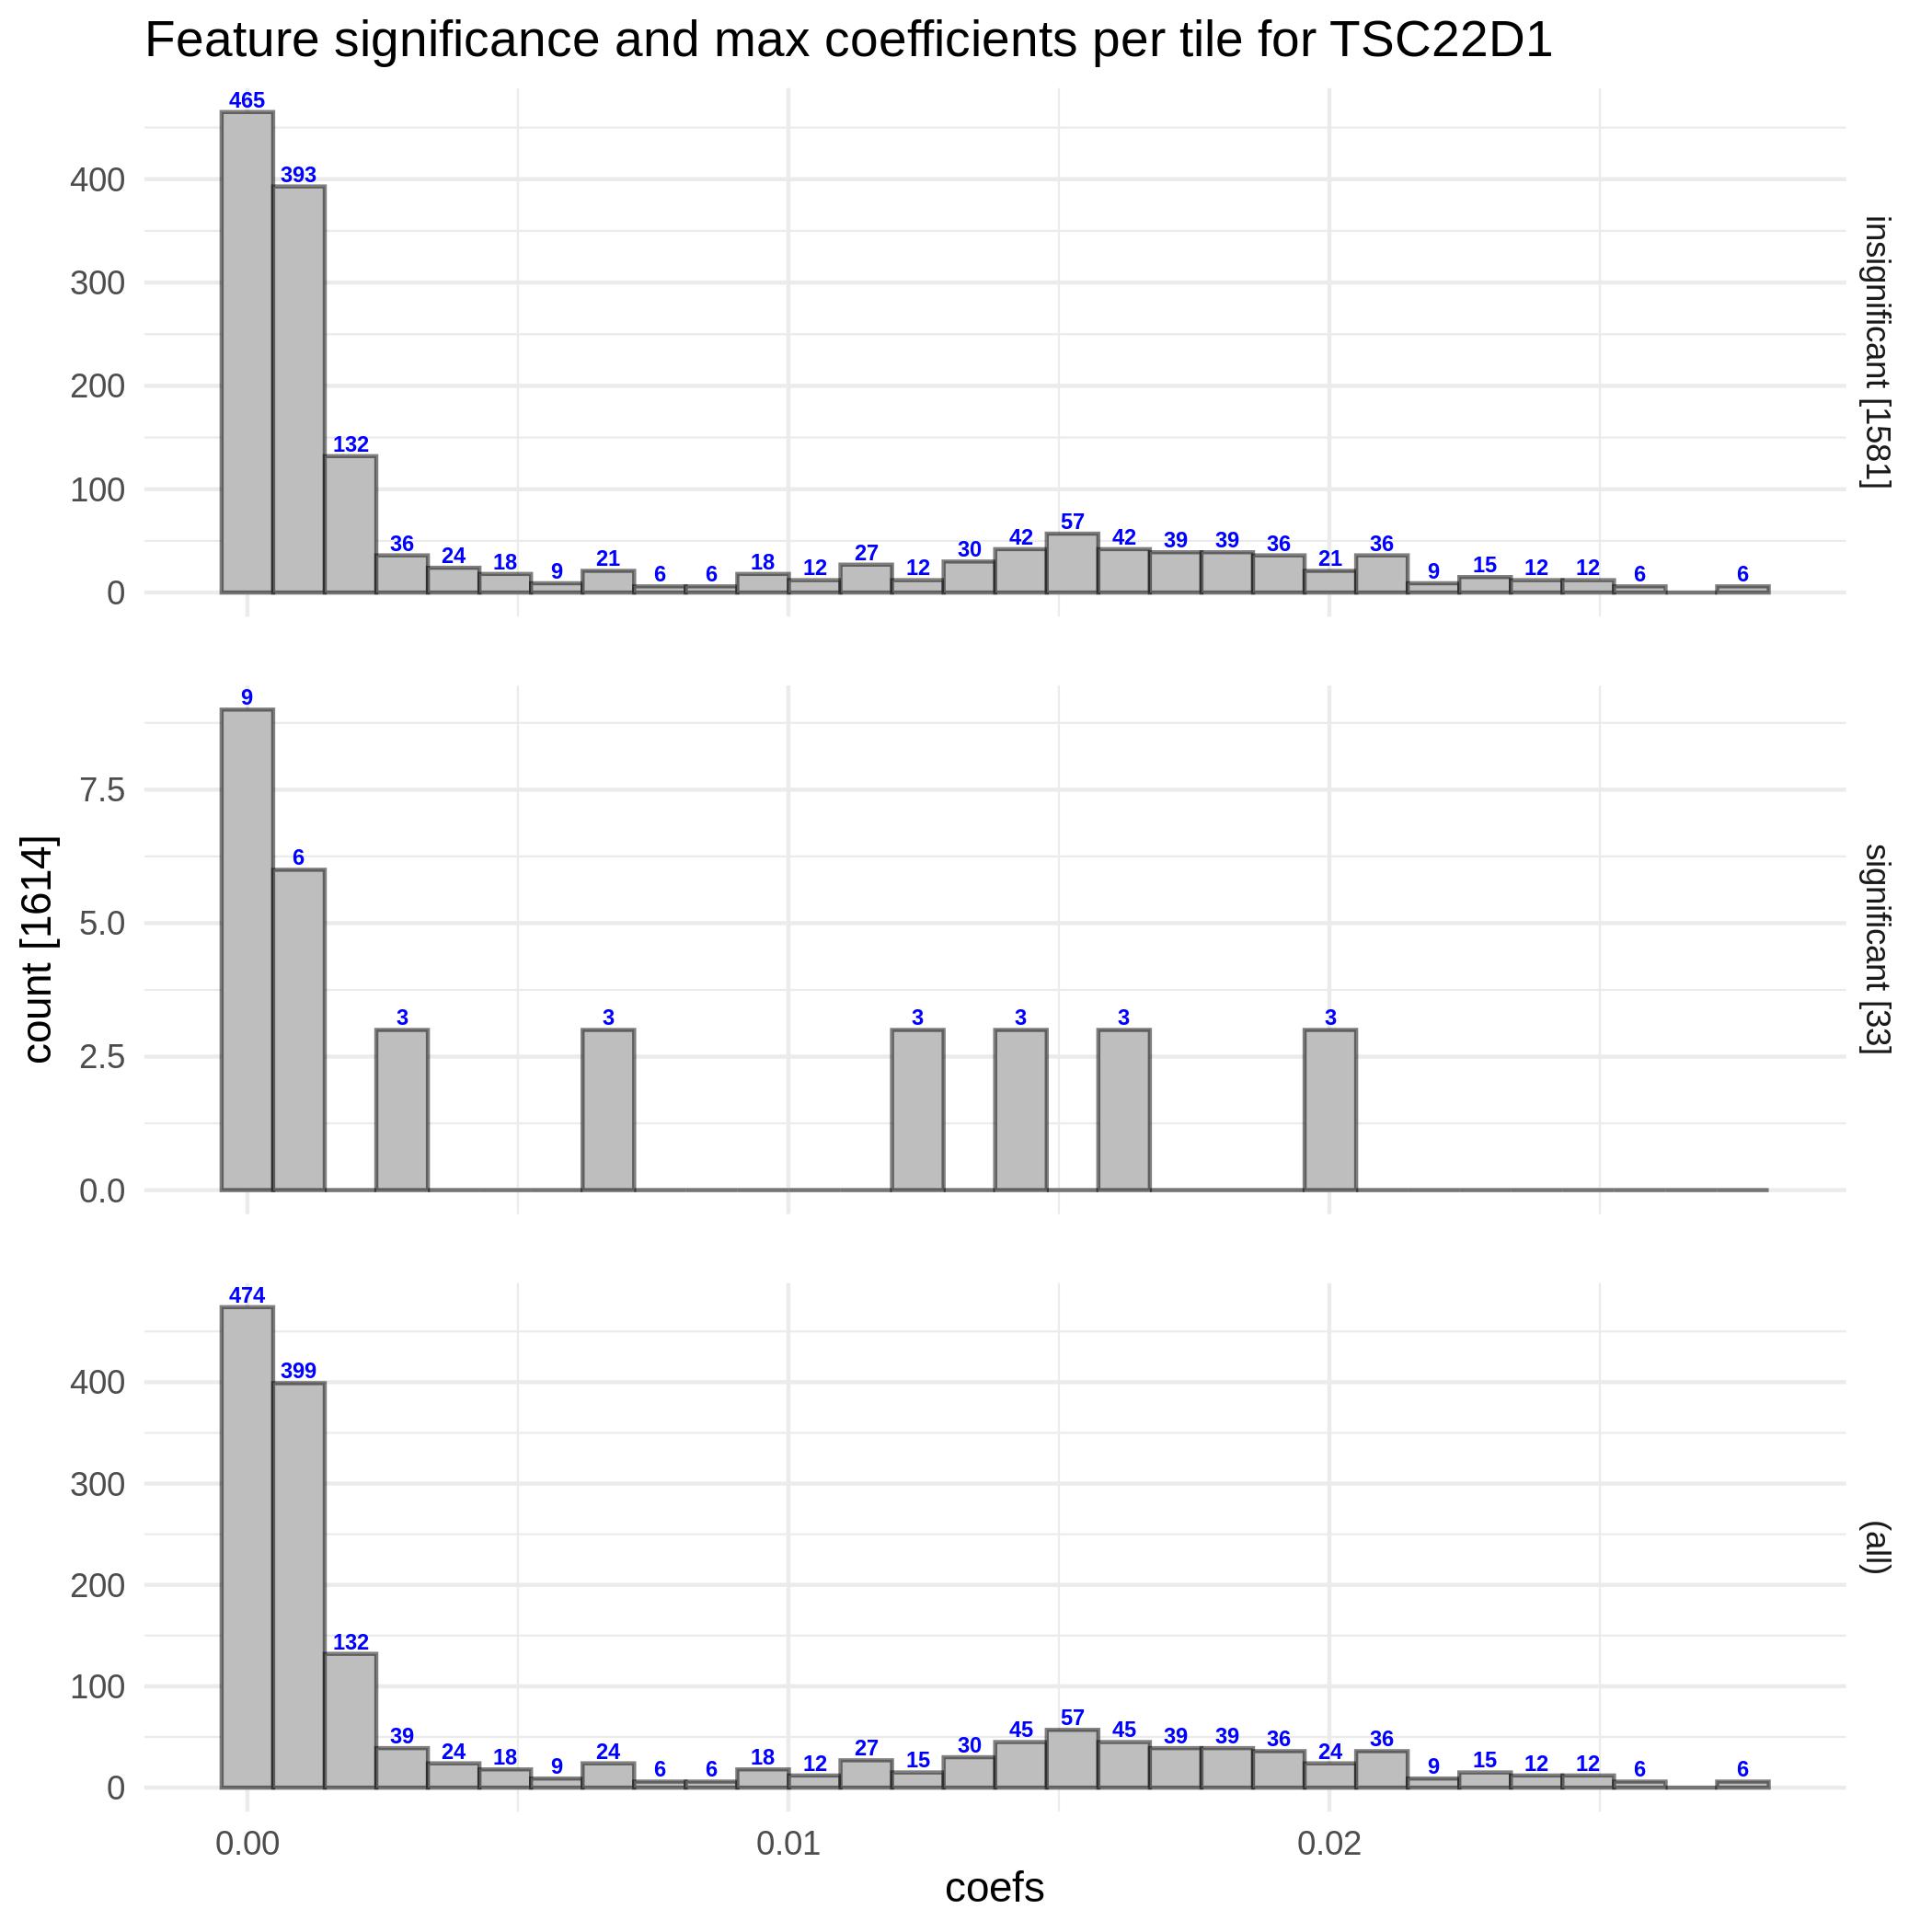 Feature significance and max coefficients per tile for TSC22D1
465
393
132
36 24 18 9 21 6 6 18 12 27 12 30 42 57 42 39 39 36 21 36 9 15 12 12 6 6
400
300
200
100
0
insignificant [1581]
9
6
3 3 3 3 3 3
7.5
5.0
2.5
0.0
significant [33]
count [1614]
474
399
132
39 24 18 9 24 6 6 18 12 27 15 30 45 57 45 39 39 36 24 36 9 15 12 12 6 6
400
300
200
100
0
(all)
0.00 0.01 0.02
coefs